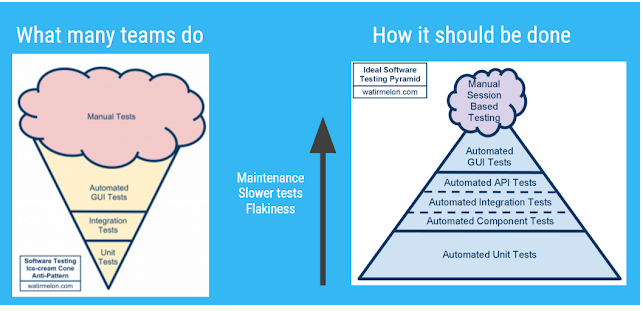 What many teams do
Manual Tests
Automated
GUI Tests
Integration
Tests
Unit
Tests
Software Testing
Ice-cream Cone
Anti-Pattern
watirmelon.com
Maintenance
Slower tests
Flakiness
How it should be done
Ideal Software
Testing Pyramid
watirmelon.com
Manual
Session
Based
Testing
Automated
GUI Tests
Automated API Tests
Automated Integration Tests
Automated Component Tests
Automated Unit Tests